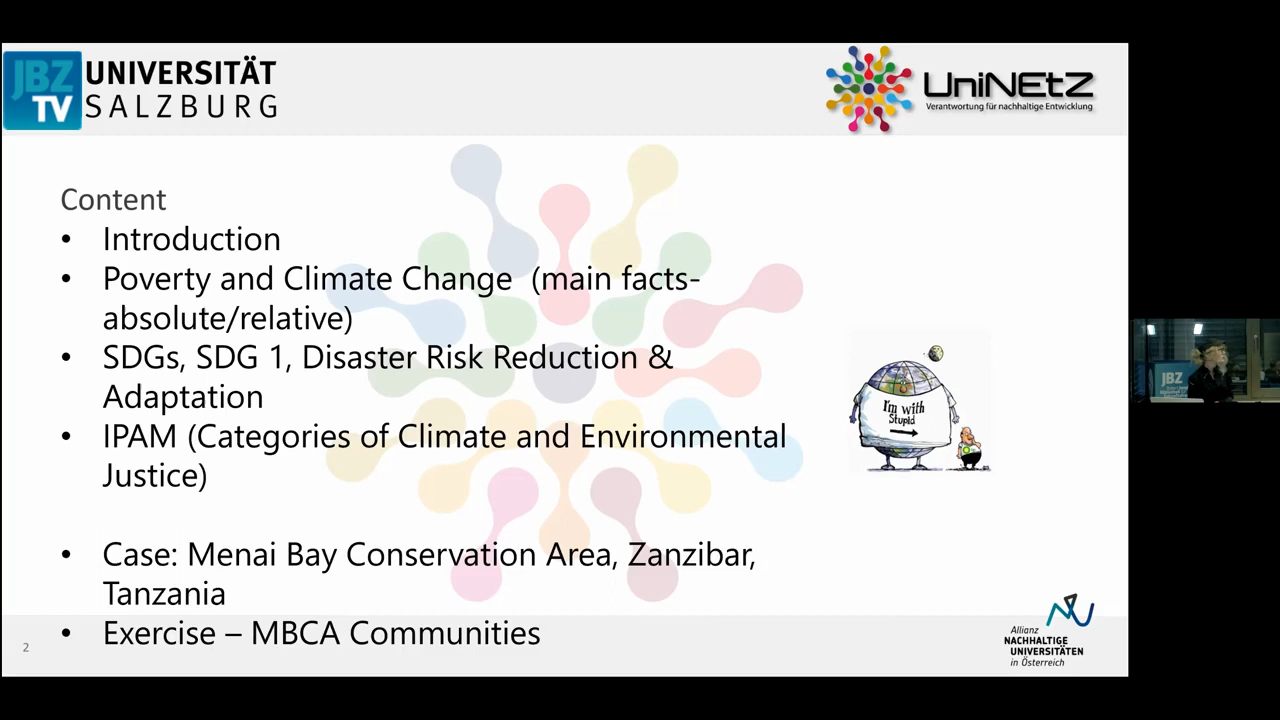 JBZ
TV
UNIVERSITÄT
SALZBURG
UniNEtZ
Verantwortung für nachhaltige Entwicklung
Content
• Introduction
• Poverty and Climate Change (main facts-
absolute/relative)
• SDGs, SDG 1, Disaster Risk Reduction &
Adaptation
• IPAM (Categories of Climate and Environmental
Justice)
• Case: Menai Bay Conservation Area, Zanzibar,
Tanzania
• Exercise – MBCA Communities
I'm with
Stupid
JBZ
2
Allianz
NACHHALTIGE
UNIVERSITÄTEN
in Österreich